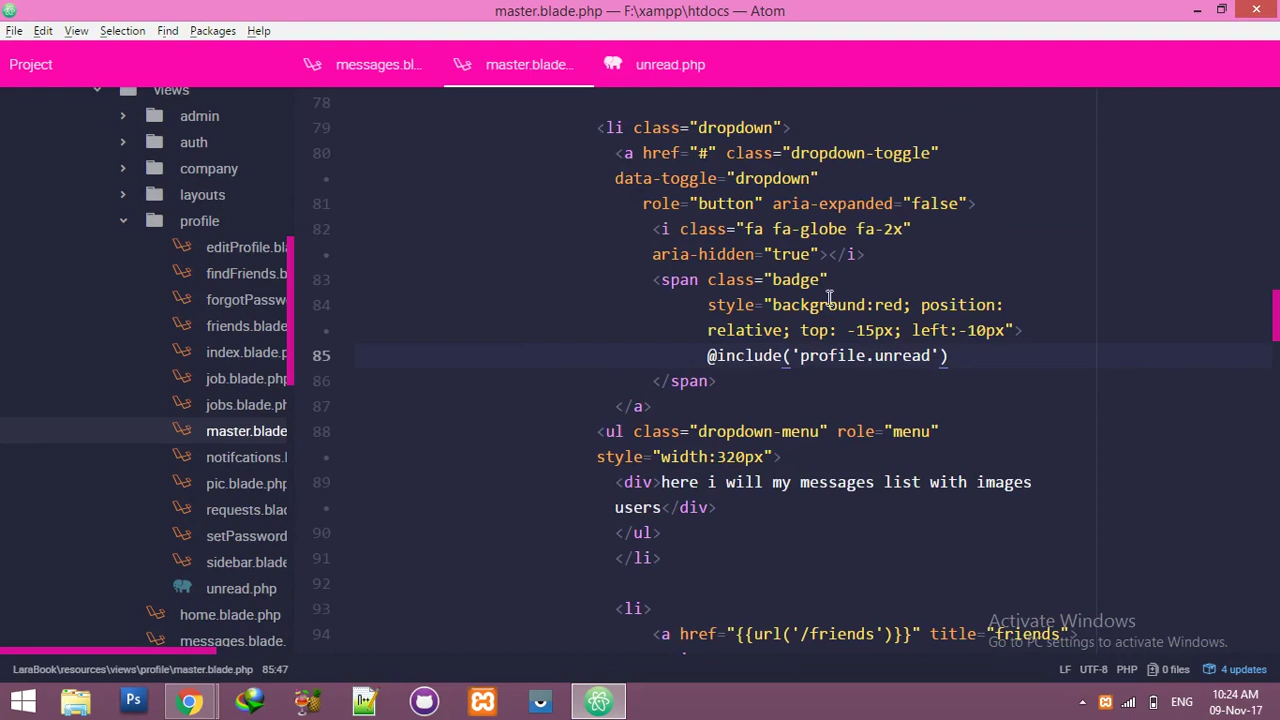 master.blade.php — F:\xampp\htdocs — Atom
File Edit View Selection Find Packages Help
Project
messages.bl...
master.blade...
unread.php
views
admin
auth
company
layouts
profile
editProfile.bl
findFriends.b
forgotPassw
friends.blade
index.blade.p
job.blade.php
jobs.blade.ph
master.blade
notifcations.b
pic.blade.php
requests.blad
setPassword
sidebar.blade
unread.php
home.blade.php
messages.blade.
78
79 <li class="dropdown">
80 <a href="#" class="dropdown-toggle"
• data-toggle="dropdown"
81 role="button" aria-expanded="false">
82 <i class="fa fa-globe fa-2x"
• aria-hidden="true"></i>
83 <span class="badge"
84 style="background:red; position:
• relative; top: -15px; left:-10px">
85 @include('profile.unread')
86 </span>
87 </a>
88 <ul class="dropdown-menu" role="menu"
• style="width:320px">
89 <div>here i will my messages list with images
• users</div>
90 </ul>
91 </li>
92
93 <li>
94 <a href="{{url('/friends')}}" title="friends">
Activate Windows
Go to PC settings to activate Windows.
LaraBook\resources\views\profile\master.blade.php 85:47
LF UTF-8 PHP 0 files 4 updates
Ps
ENG
10:24 AM
09-Nov-17